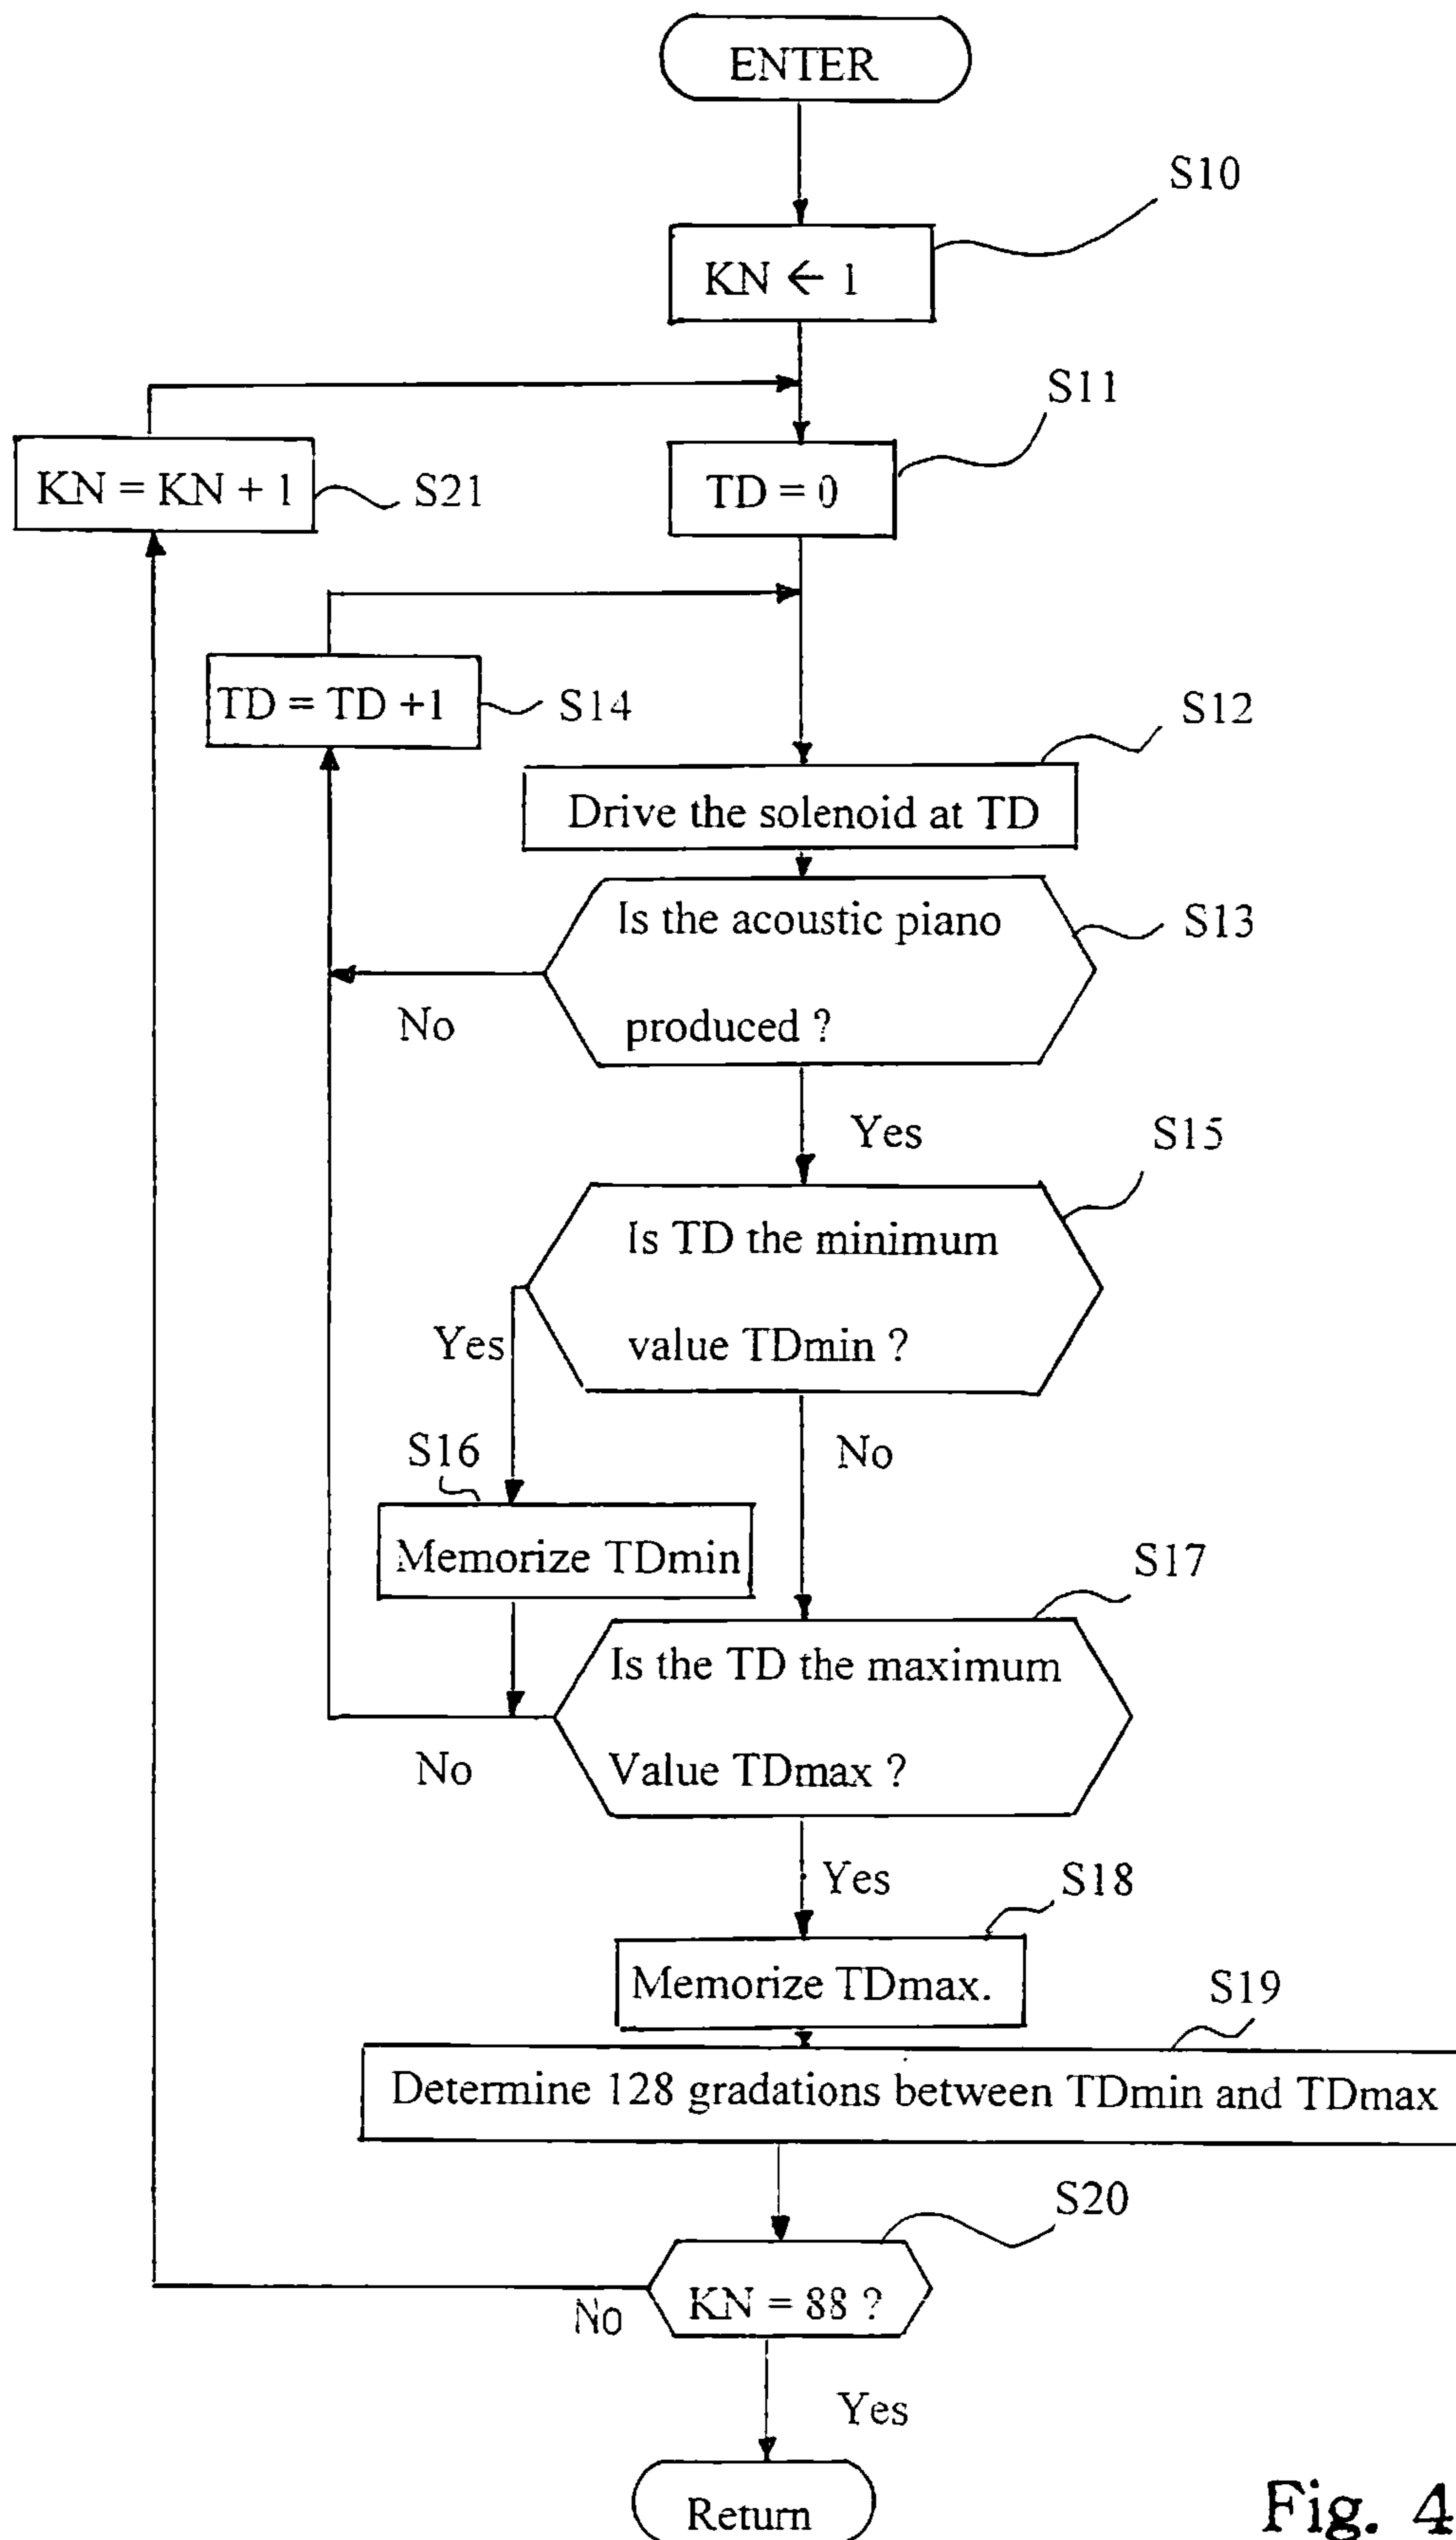 ENTER
S10
KN ← 1
S11
TD = 0
KN = KN + 1
S21
TD = TD +1
S14
S12
Drive the solenoid at TD
Is the acoustic piano
produced ?
S13
No
Yes
S15
Is TD the minimum
value TDmin ?
Yes
No
S16
Memorize TDmin
S17
Is the TD the maximum
Value TDmax ?
No
Yes
S18
Memorize TDmax.
S19
Determine 128 gradations between TDmin and TDmax
S20
KN = 88 ?
No
Yes
Return
Fig. 4